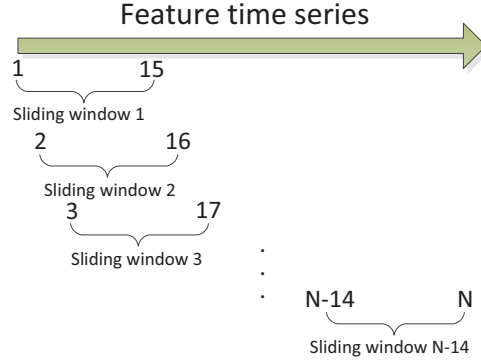 Feature time series
1 15
Sliding window 1
2 16
Sliding window 2
3 17
Sliding window 3
.
.
.
N-14 N
Sliding window N-14